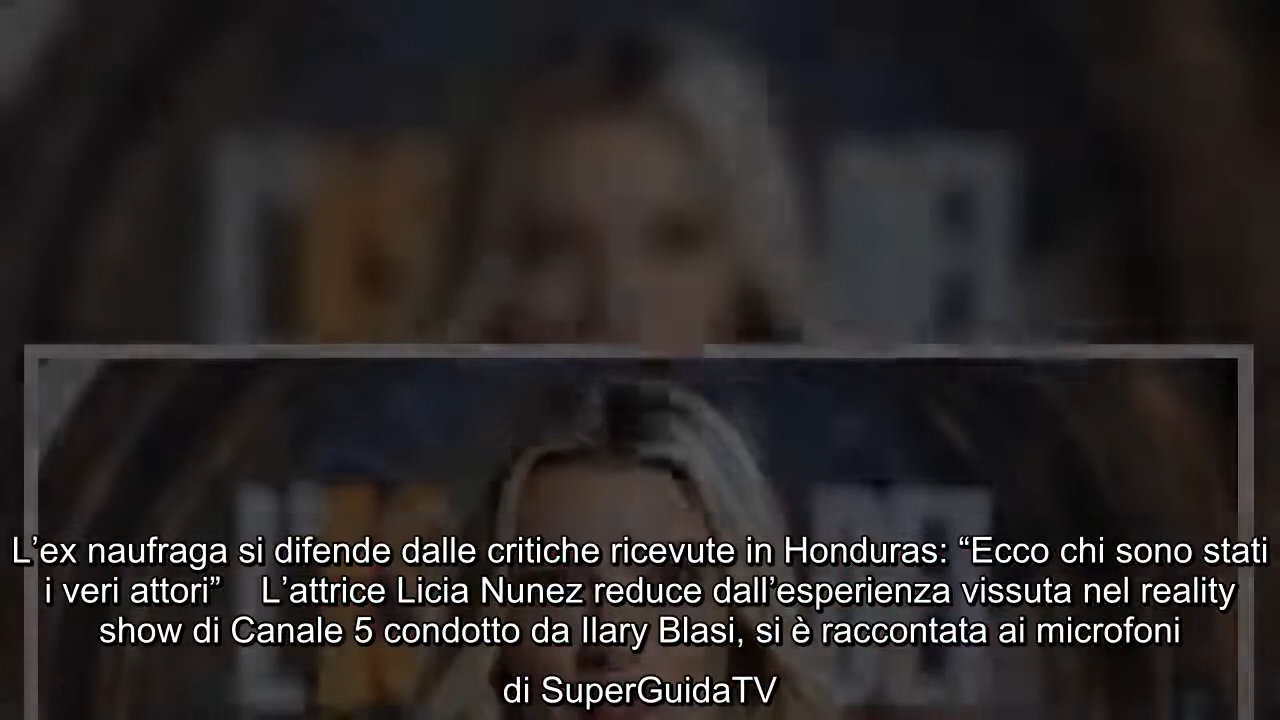 L’ex naufraga si difende dalle critiche ricevute in Honduras: “Ecco chi sono stati
i veri attori” L’attrice Licia Nunez reduce dall’esperienza vissuta nel reality
show di Canale 5 condotto da Ilary Blasi, si è raccontata ai microfoni
di SuperGuidaTV